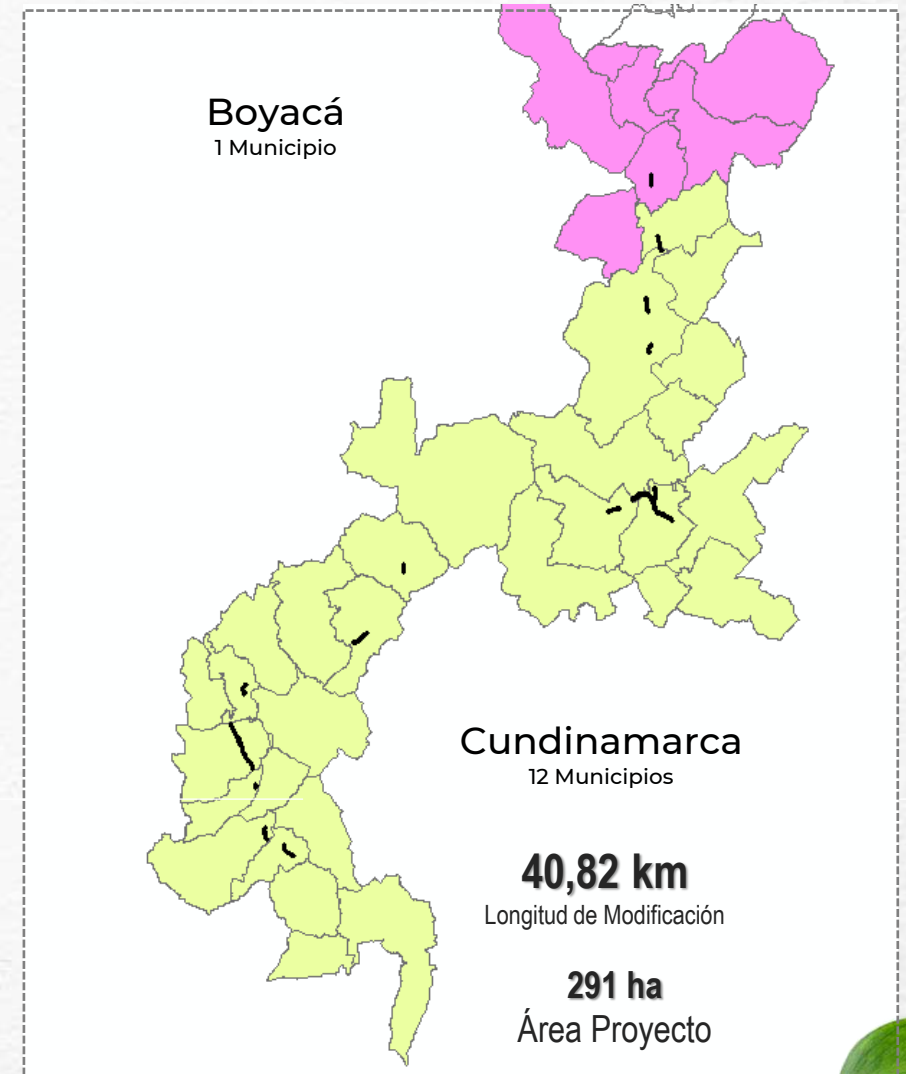 Boyacá
1 Municipio
Cundinamarca
12 Municipios
40,82 km
Longitud de Modificación
291 ha
Área Proyecto